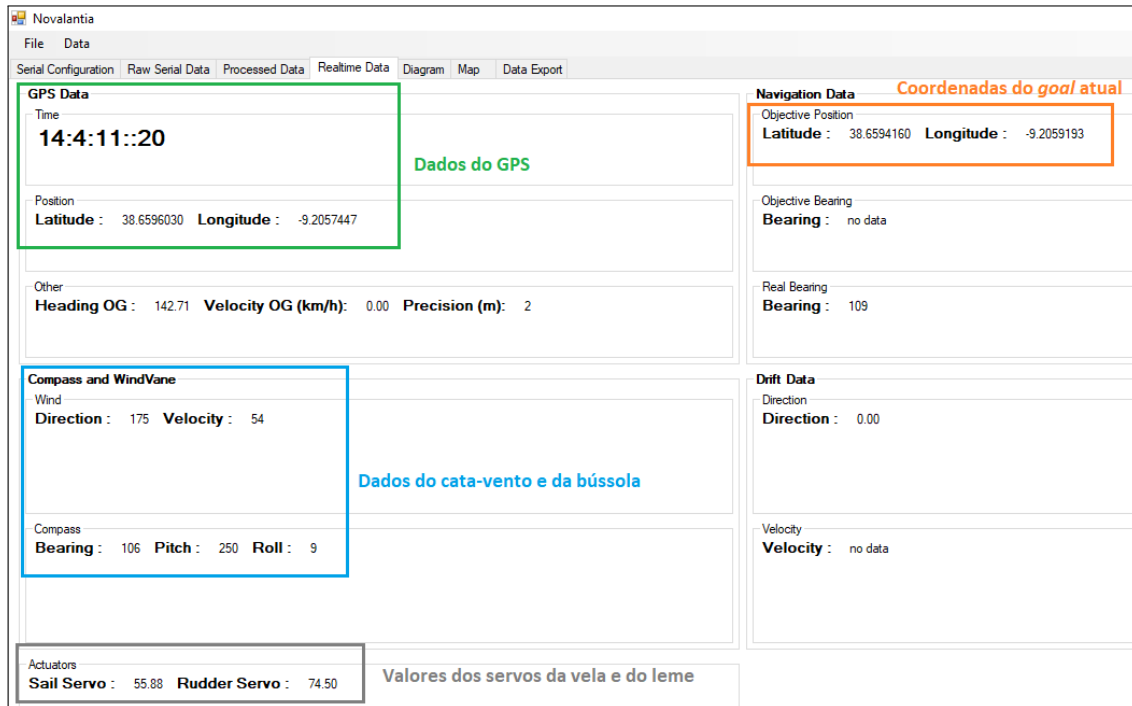 Novalantia
File Data
Serial Configuration Raw Serial Data Processed Data Realtime Data Diagram Map Data Export
GPS Data
Time
14:4:11::20
Dados do GPS
Position
Latitude : 38.6596030 Longitude : -9.2057447
Other
Heading OG : 142.71 Velocity OG (km/h): 0.00 Precision (m): 2
Navigation Data
Coordenadas do goal atual
Objective Position
Latitude : 38.6594160 Longitude : -9.2059193
Objective Bearing
Bearing : no data
Real Bearing
Bearing : 109
Compass and WindVane
Wind
Direction : 175 Velocity : 54
Dados do cata-vento e da bússola
Compass
Bearing : 106 Pitch : 250 Roll : 9
Drift Data
Direction
Direction : 0.00
Velocity
Velocity : no data
Actuators
Sail Servo : 55.88 Rudder Servo : 74.50
Valores dos servos da vela e do leme